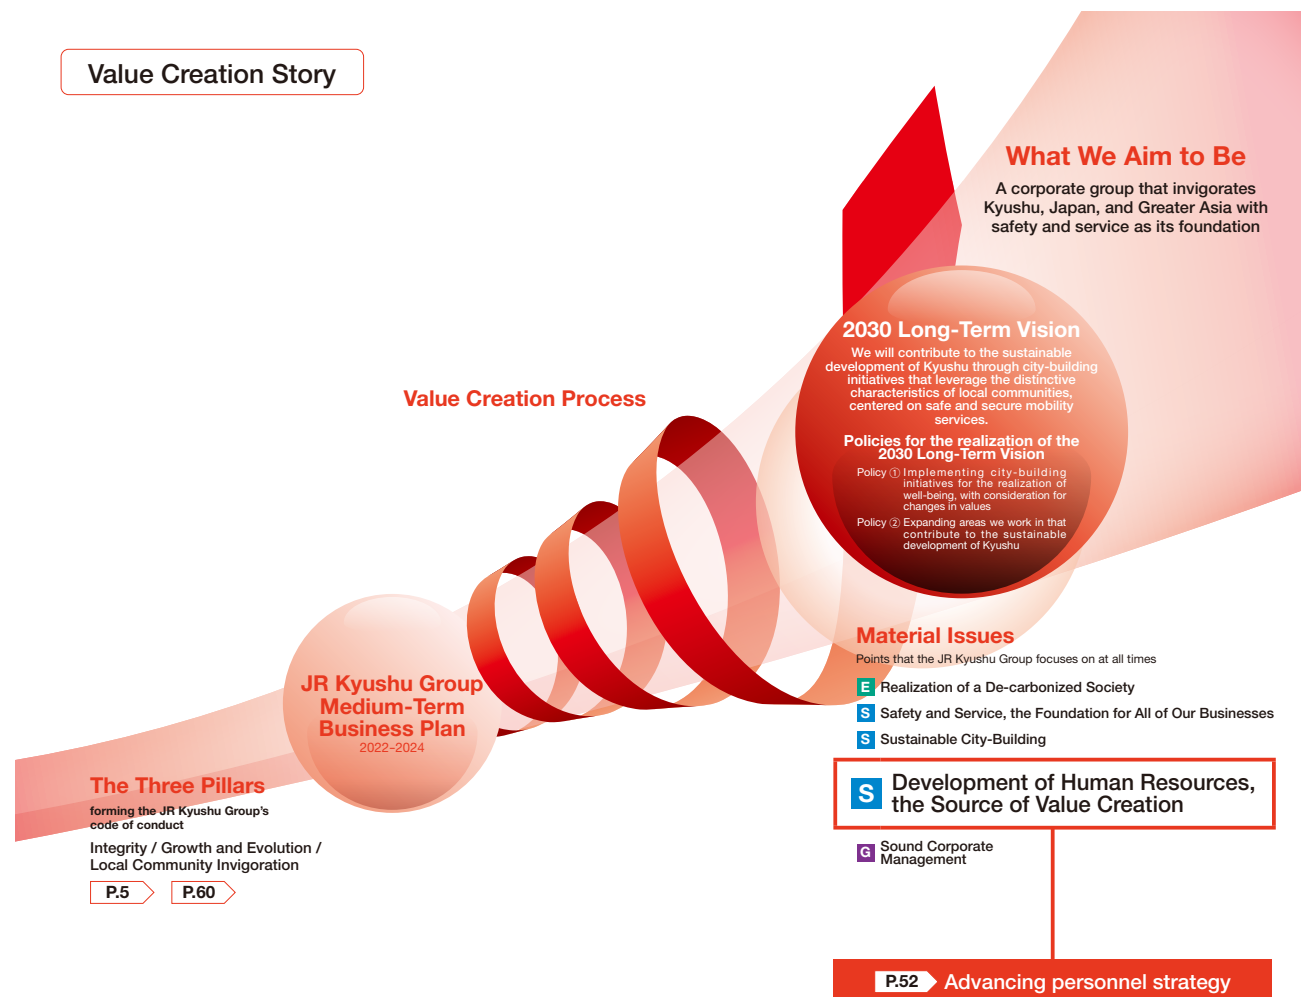 Value Creation Story
What We Aim to Be
A corporate group that invigorates
Kyushu, Japan, and Greater Asia with
safety and service as its foundation
2030 Long-Term Vision
We will contribute to the sustainable
development of Kyushu through city-building
initiatives that leverage the distinctive
characteristics of local communities,
centered on safe and secure mobility
services.
Policies for the realization of the
2030 Long-Term Vision
Policy ① Implementing city-building
initiatives for the realization of
well-being, with consideration for
changes in values
Policy ② Expanding areas we work in that
contribute to the sustainable
development of Kyushu
Value Creation Process
JR Kyushu Group
Medium-Term
Business Plan
2022–2024
The Three Pillars
forming the JR Kyushu Group's
code of conduct
Integrity / Growth and Evolution /
Local Community Invigoration
P.5 P.60
Material Issues
Points that the JR Kyushu Group focuses on at all times
E Realization of a De-carbonized Society
S Safety and Service, the Foundation for All of Our Businesses
S Sustainable City-Building
S Development of Human Resources,
the Source of Value Creation
G Sound Corporate
Management
P.52 Advancing personnel strategy